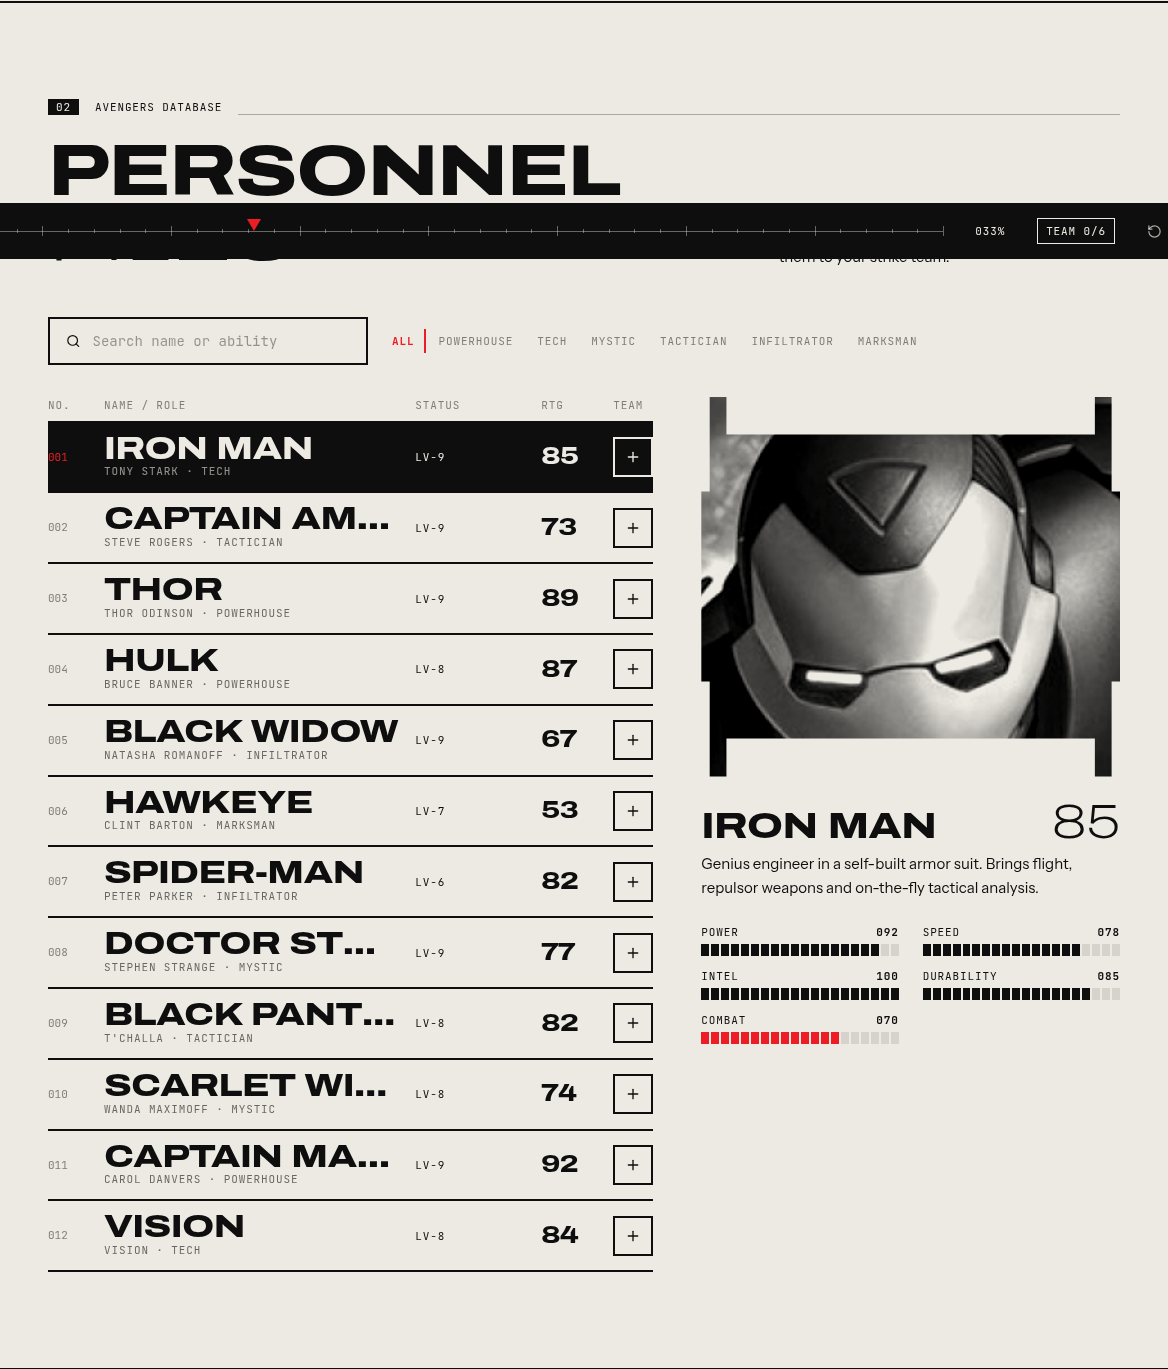 02 AVENGERS DATABASE
PERSONNEL
033% TEAM 0/6
them to your strike team.
Search name or ability
ALL POWERHOUSE TECH MYSTIC TACTICIAN INFILTRATOR MARKSMAN
NO. NAME / ROLE STATUS RTG TEAM
001 IRON MAN LV-9 85 +
TONY STARK · TECH
002 CAPTAIN AM... LV-9 73 +
STEVE ROGERS · TACTICIAN
003 THOR LV-9 89 +
THOR ODINSON · POWERHOUSE
004 HULK LV-8 87 +
BRUCE BANNER · POWERHOUSE
005 BLACK WIDOW LV-9 67 +
NATASHA ROMANOFF · INFILTRATOR
006 HAWKEYE LV-7 53 +
CLINT BARTON · MARKSMAN
007 SPIDER-MAN LV-6 82 +
PETER PARKER · INFILTRATOR
008 DOCTOR ST... LV-9 77 +
STEPHEN STRANGE · MYSTIC
009 BLACK PANT... LV-8 82 +
T'CHALLA · TACTICIAN
010 SCARLET WI... LV-8 74 +
WANDA MAXIMOFF · MYSTIC
011 CAPTAIN MA... LV-9 92 +
CAROL DANVERS · POWERHOUSE
012 VISION LV-8 84 +
VISION · TECH
IRON MAN 85
Genius engineer in a self-built armor suit. Brings flight,
repulsor weapons and on-the-fly tactical analysis.
POWER 092 SPEED 078
INTEL 100 DURABILITY 085
COMBAT 070